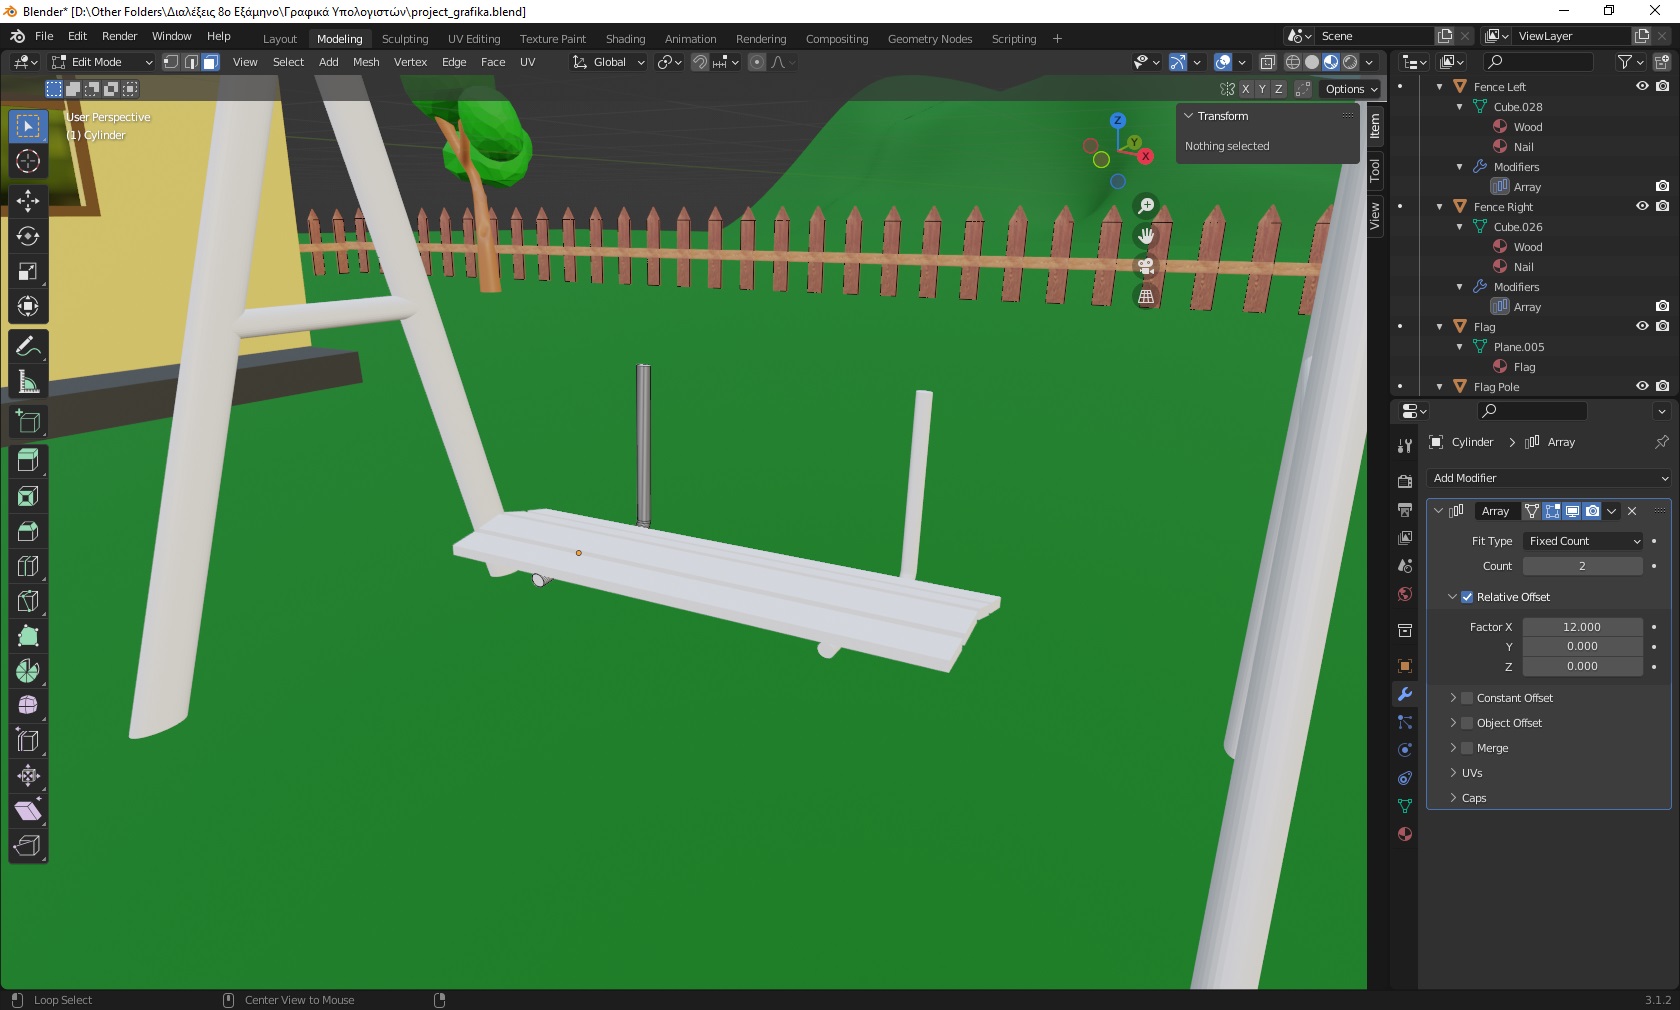 Blender* [D:\Other Folders\Διαλέξεις 8ο Εξάμηνο\Γραφικά Υπολογιστών\project_grafika.blend]
File Edit Render Window Help Layout Modeling Sculpting UV Editing Texture Paint Shading Animation Rendering Compositing Geometry Nodes Scripting + Scene ViewLayer
Edit Mode View Select Add Mesh Vertex Edge Face UV Global
X Y Z Options
User Perspective
(1) Cylinder
Z
Y
X
Transform
Nothing selected
Item
Tool
View
Fence Left
Cube.028
Wood
Nail
Modifiers
Array
Fence Right
Cube.026
Wood
Nail
Modifiers
Array
Flag
Plane.005
Flag
Flag Pole
Cylinder > Array
Add Modifier
Array
Fit Type Fixed Count
Count 2
Relative Offset
Factor X 12.000
Y 0.000
Z 0.000
Constant Offset
Object Offset
Merge
UVs
Caps
Loop Select Center View to Mouse 3.1.2